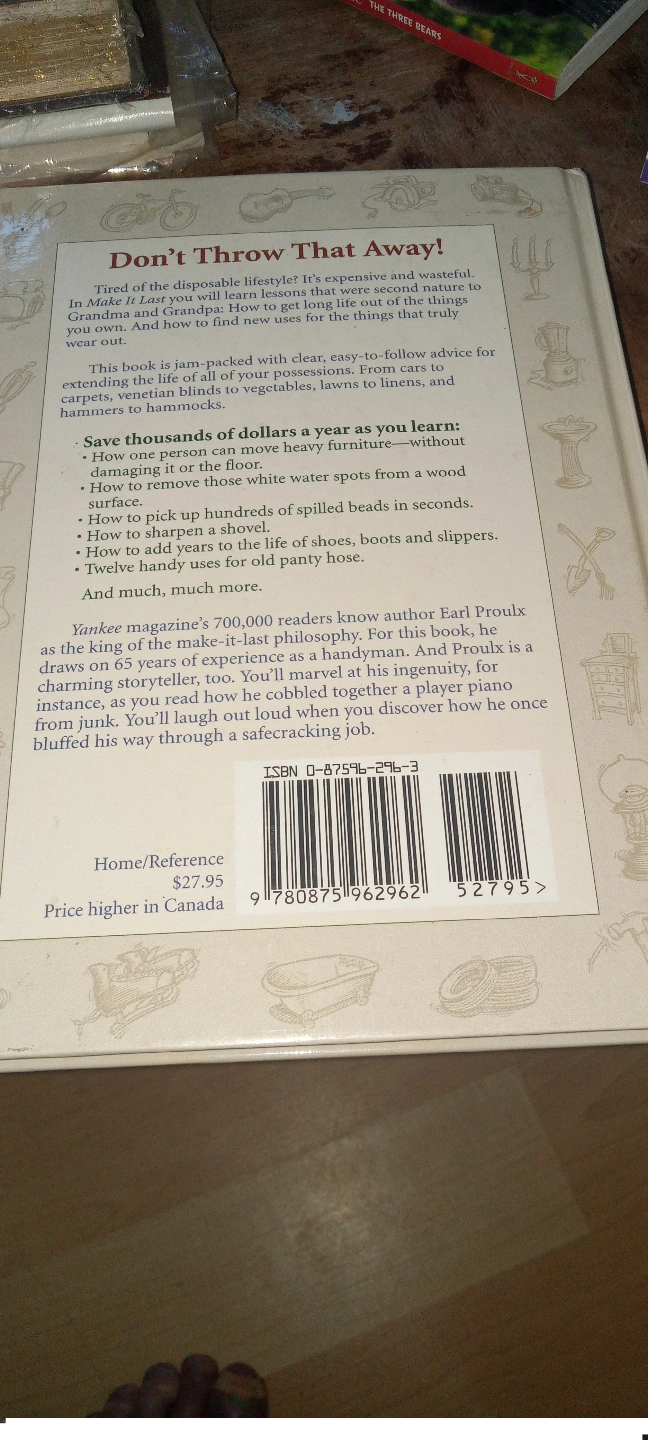 THE THREE BEARS
Don't Throw That Away!
Tired of the disposable lifestyle? It's expensive and wasteful.
In Make It Last you will learn lessons that were second nature to
Grandma and Grandpa: How to get long life out of the things
you own. And how to find new uses for the things that truly
wear out.
This book is jam-packed with clear, easy-to-follow advice for
extending the life of all of your possessions. From cars to
carpets, venetian blinds to vegetables, lawns to linens, and
hammers to hammocks.
Save thousands of dollars a year as you learn:
• How one person can move heavy furniture—without
damaging it or the floor.
• How to remove those white water spots from a wood
surface.
• How to pick up hundreds of spilled beads in seconds.
• How to sharpen a shovel.
• How to add years to the life of shoes, boots and slippers.
• Twelve handy uses for old panty hose.
And much, much more.
Yankee magazine's 700,000 readers know author Earl Proulx
as the king of the make-it-last philosophy. For this book, he
draws on 65 years of experience as a handyman. And Proulx is a
charming storyteller, too. You'll marvel at his ingenuity, for
instance, as you read how he cobbled together a player piano
from junk. You'll laugh out loud when you discover how he once
bluffed his way through a safecracking job.
ISBN 0-87596-296-3
9 780875 962962
52795>
Home/Reference
$27.95
Price higher in Canada